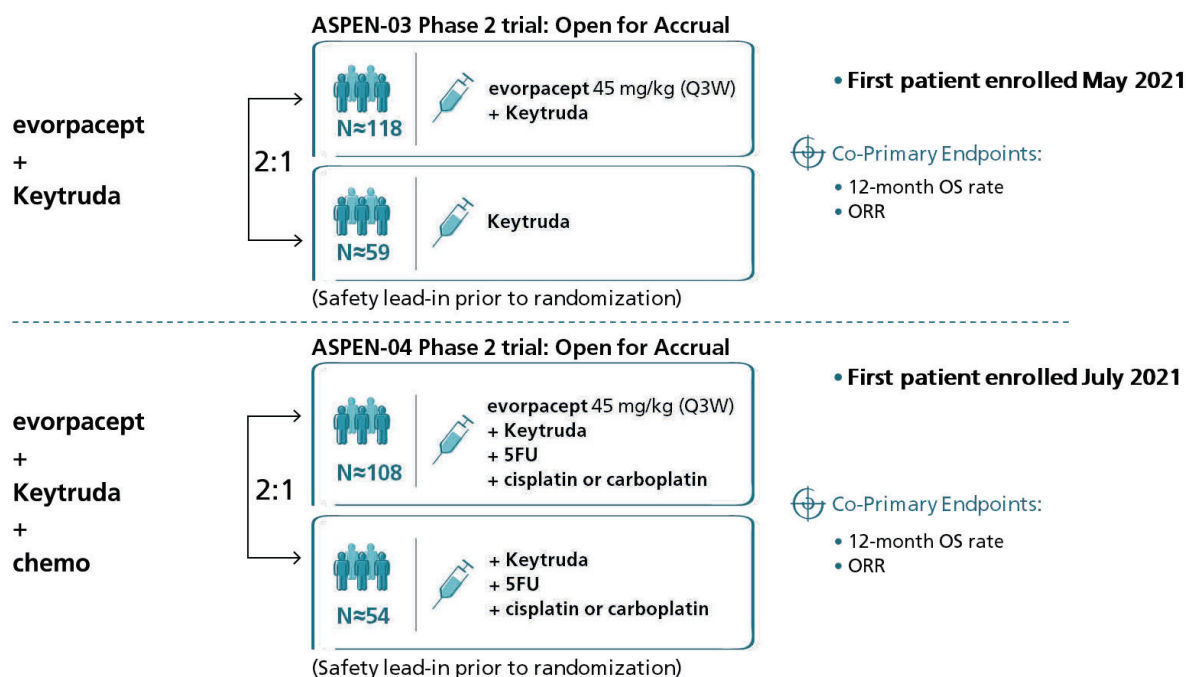 ASPEN-03 Phase 2 trial: Open for Accrual
evorpacept
+
Keytruda
2:1
N≈118
evorpacept 45 mg/kg (Q3W)
+ Keytruda
N≈59
Keytruda
(Safety lead-in prior to randomization)
• First patient enrolled May 2021
Co-Primary Endpoints:
• 12-month OS rate
• ORR
ASPEN-04 Phase 2 trial: Open for Accrual
evorpacept
+
Keytruda
+
chemo
2:1
N≈108
evorpacept 45 mg/kg (Q3W)
+ Keytruda
+ 5FU
+ cisplatin or carboplatin
N≈54
+ Keytruda
+ 5FU
+ cisplatin or carboplatin
(Safety lead-in prior to randomization)
• First patient enrolled July 2021
Co-Primary Endpoints:
• 12-month OS rate
• ORR